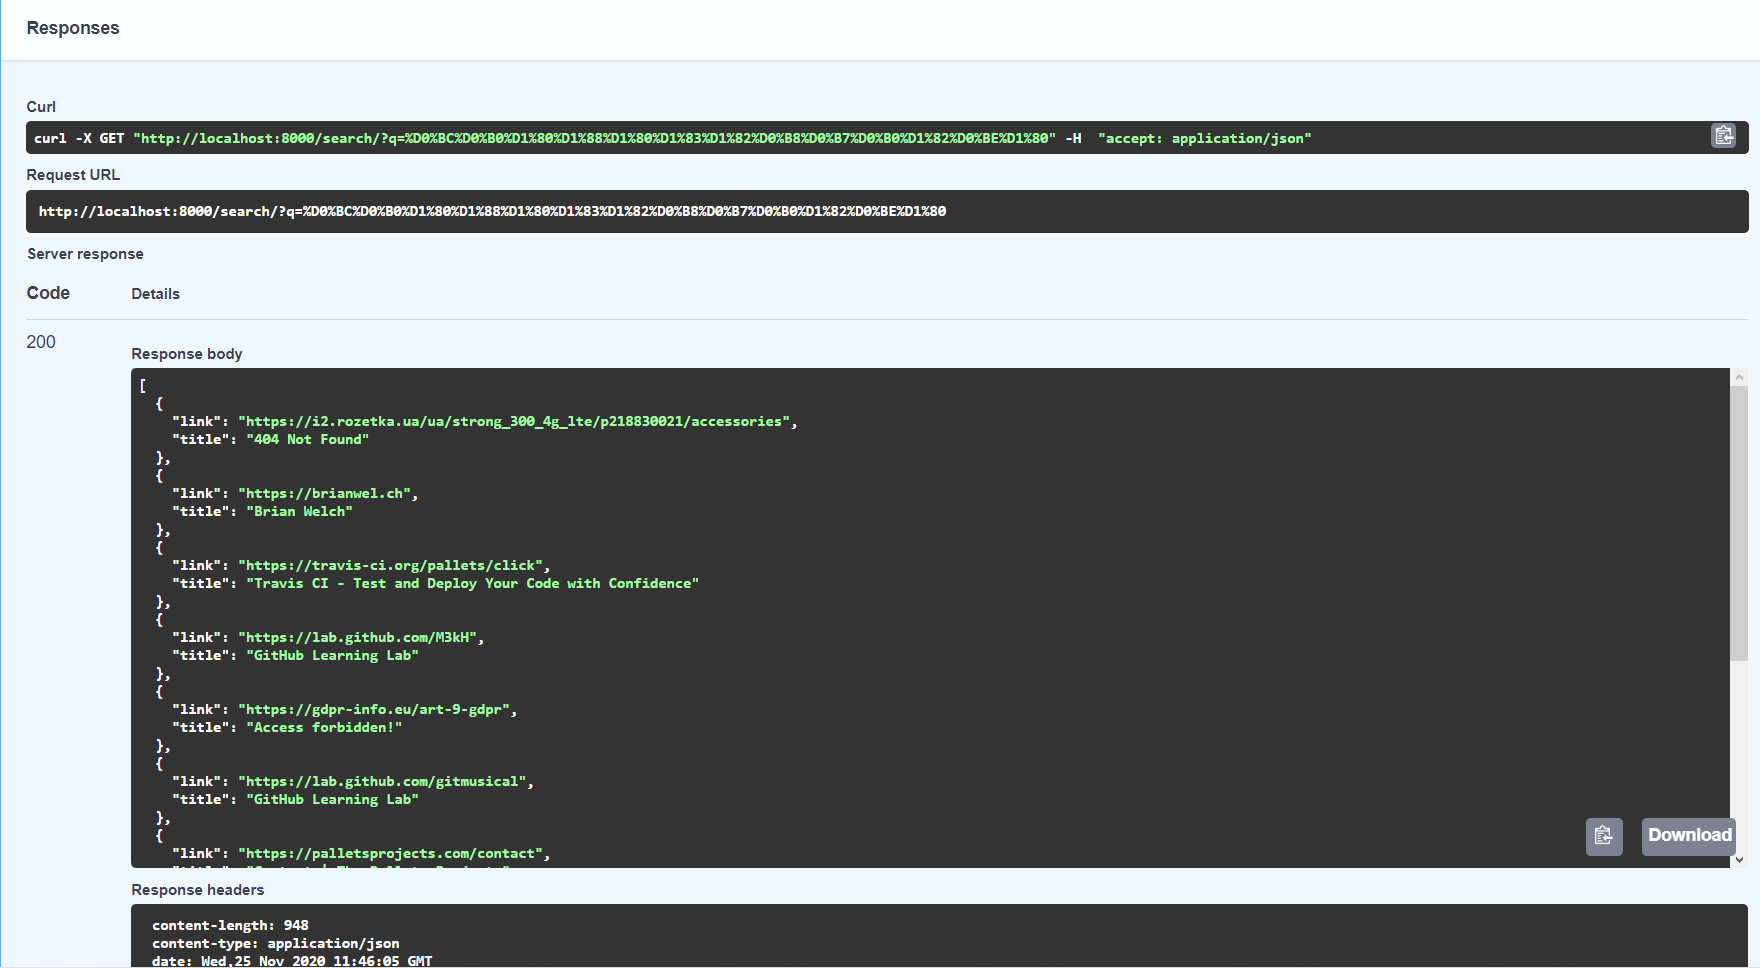 Responses
Curl
curl -X GET "http://localhost:8000/search/?q=%D0%BC%D0%B0%D1%80%D1%88%D1%80%D1%83%D1%82%D0%B8%D0%B7%D0%B0%D1%82%D0%BE%D1%80" -H  "accept: application/json"
Request URL
http://localhost:8000/search/?q=%D0%BC%D0%B0%D1%80%D1%88%D1%80%D1%83%D1%82%D0%B8%D0%B7%D0%B0%D1%82%D0%BE%D1%80
Server response
Code Details
200
Response body
[
  {
    "link": "https://i2.rozetka.ua/ua/strong_300_4g_lte/p218830021/accessories",
    "title": "404 Not Found"
  },
  {
    "link": "https://brianwel.ch",
    "title": "Brian Welch"
  },
  {
    "link": "https://travis-ci.org/pallets/click",
    "title": "Travis CI - Test and Deploy Your Code with Confidence"
  },
  {
    "link": "https://lab.github.com/M3kH",
    "title": "GitHub Learning Lab"
  },
  {
    "link": "https://gdpr-info.eu/art-9-gdpr",
    "title": "Access forbidden!"
  },
  {
    "link": "https://lab.github.com/gitmusical",
    "title": "GitHub Learning Lab"
  },
  {
    "link": "https://palletsprojects.com/contact",
Download
Response headers
content-length: 948
content-type: application/json
date: Wed,25 Nov 2020 11:46:05 GMT